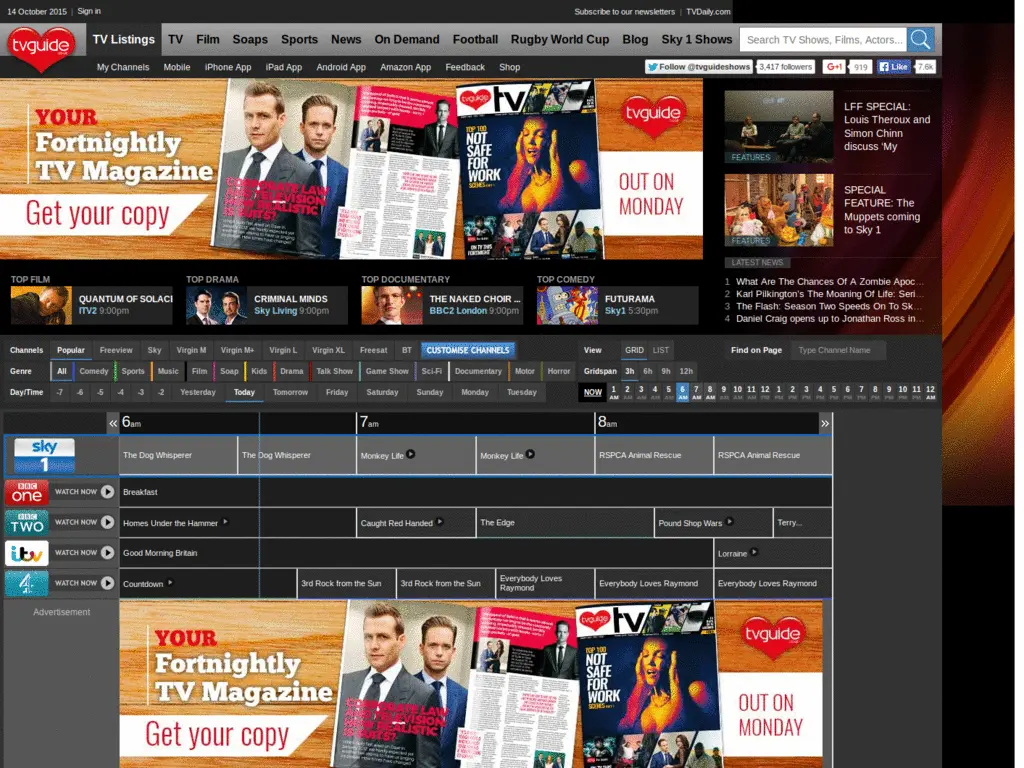 14 October 2015 | Sign in
Subscribe to our newsletters | TVDaily.com
tvguide
TV Listings TV Film Soaps Sports News On Demand Football Rugby World Cup Blog Sky 1 Shows
Search TV Shows, Films, Actors...
My Channels Mobile iPhone App iPad App Android App Amazon App Feedback Shop
Follow @tvguideshows 3,417 followers G+1 919 Like 7.6k
YOUR
Fortnightly
TV Magazine
Get your copy
CORPORATE LAW
tv
TOP 100
NOT
SAFE
FOR
WORK
tvguide
OUT ON
MONDAY
FEATURES
LFF SPECIAL:
Louis Theroux and
Simon Chinn
discuss 'My
FEATURES
SPECIAL
FEATURE: The
Muppets coming
to Sky 1
LATEST NEWS
1 What Are The Chances Of A Zombie Apoc...
2 Karl Pilkington's The Moaning Of Life: Seri...
3 The Flash: Season Two Speeds On To Sk...
4 Daniel Craig opens up to Jonathan Ross in...
TOP FILM
QUANTUM OF SOLACE
ITV2 9:00pm
TOP DRAMA
CRIMINAL MINDS
Sky Living 9:00pm
TOP DOCUMENTARY
THE NAKED CHOIR ...
BBC2 London 9:00pm
TOP COMEDY
FUTURAMA
Sky1 5:30pm
Channels Popular Freeview Sky Virgin M Virgin M+ Virgin L Virgin XL Freesat BT CUSTOMISE CHANNELS
View GRID LIST
Find on Page Type Channel Name
Genre All Comedy Sports Music Film Soap Kids Drama Talk Show Game Show Sci-Fi Documentary Motor Horror
Gridspan 3h 6h 9h 12h
Day/Time -7 -6 -5 -4 -3 -2 Yesterday Today Tomorrow Friday Saturday Sunday Monday Tuesday
NOW 1 2 3 4 5 6 7 8 9 10 11 12 1 2 3 4 5 6 7 8 9 10 11 12
AM AM AM AM AM AM AM AM AM AM AM PM PM PM PM PM PM PM PM PM PM PM PM AM
« 6am 7am 8am »
sky 1 The Dog Whisperer The Dog Whisperer Monkey Life Monkey Life RSPCA Animal Rescue RSPCA Animal Rescue
BBC one WATCH NOW Breakfast
BBC TWO WATCH NOW Homes Under the Hammer Caught Red Handed The Edge Pound Shop Wars Terry...
itv WATCH NOW Good Morning Britain Lorraine
4 WATCH NOW Countdown 3rd Rock from the Sun 3rd Rock from the Sun Everybody Loves Raymond Everybody Loves Raymond Everybody Loves Raymond
Advertisement
YOUR
Fortnightly
TV Magazine
Get your copy
CORPORATE LAW
tv
TOP 100
NOT
SAFE
FOR
WORK
tvguide
OUT ON
MONDAY